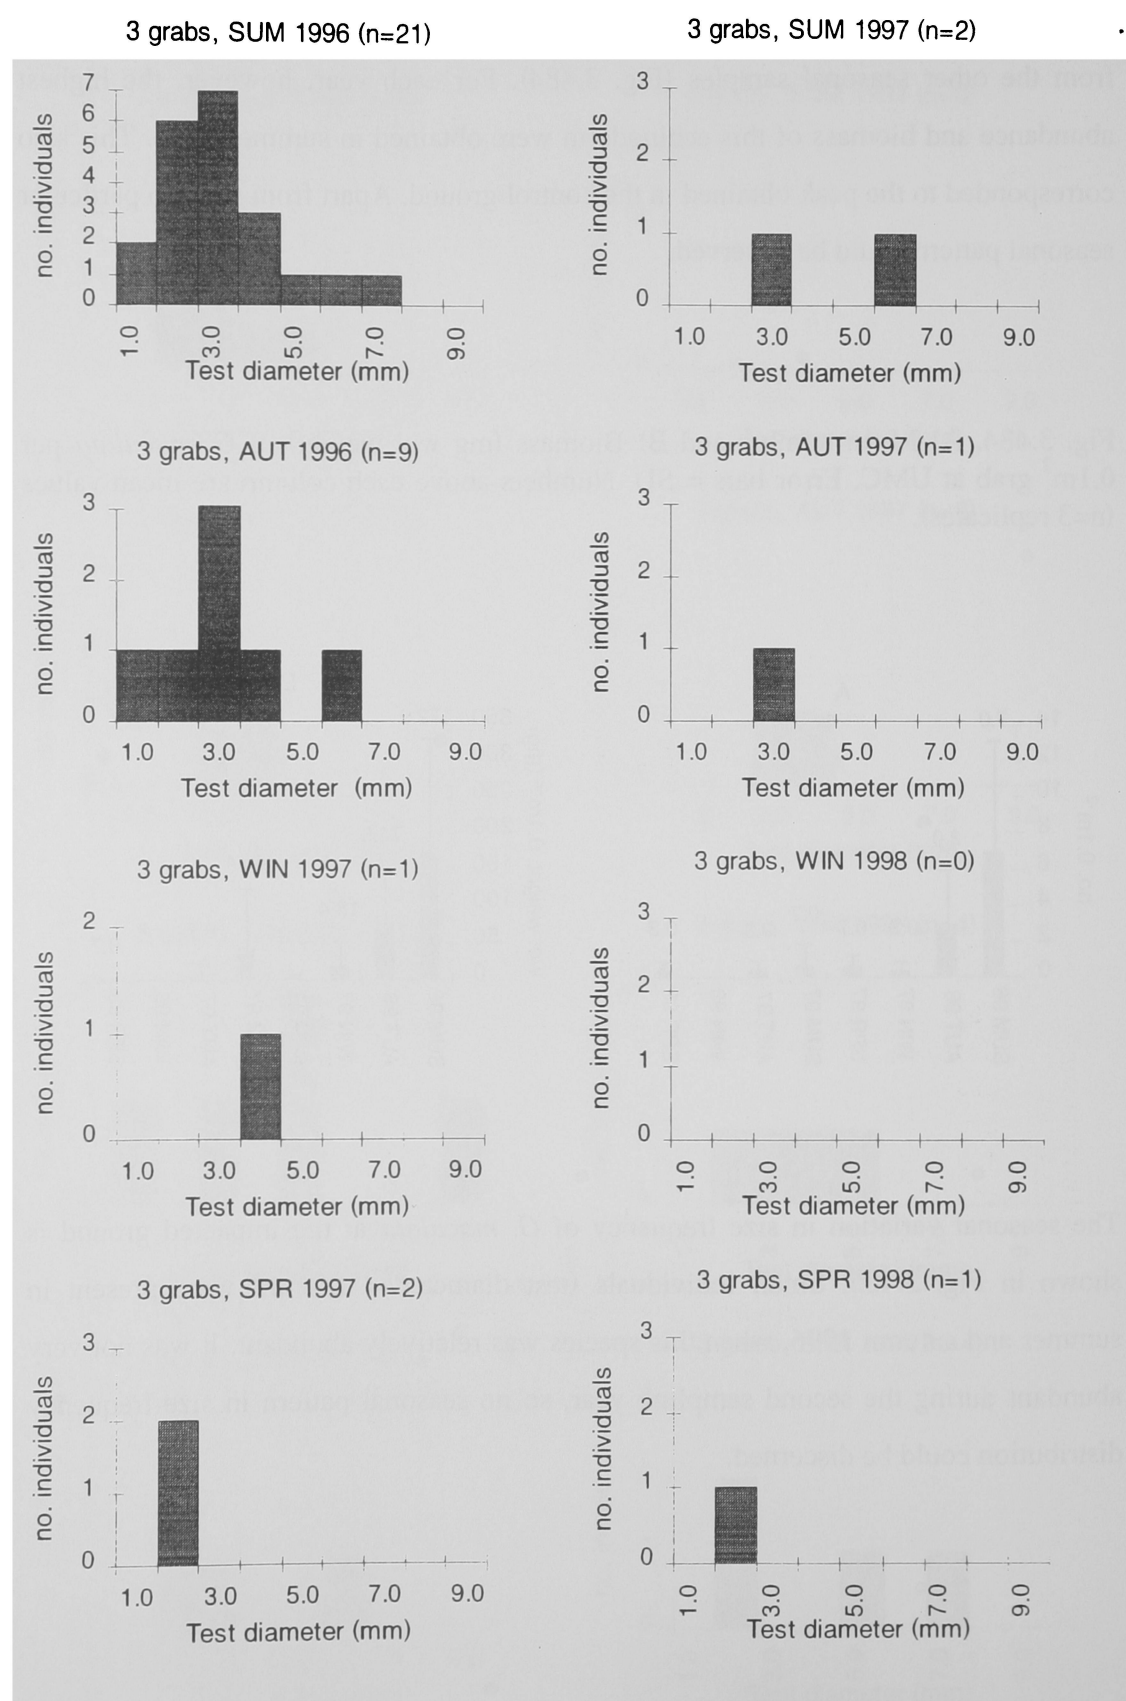 3 grabs, SUM 1996 (n=21)
no. individuals
7
6
5
4
3
2
1
0
1.0 3.0 5.0 7.0 9.0
Test diameter (mm)
3 grabs, SUM 1997 (n=2)
no. individuals
3
2
1
0
1.0 3.0 5.0 7.0 9.0
Test diameter (mm)
3 grabs, AUT 1996 (n=9)
no. individuals
3
2
1
0
1.0 3.0 5.0 7.0 9.0
Test diameter (mm)
3 grabs, AUT 1997 (n=1)
no. individuals
3
2
1
0
1.0 3.0 5.0 7.0 9.0
Test diameter (mm)
3 grabs, WIN 1997 (n=1)
no. individuals
2
1
0
1.0 3.0 5.0 7.0 9.0
Test diameter (mm)
3 grabs, WIN 1998 (n=0)
no. individuals
3
2
1
0
1.0 3.0 5.0 7.0 9.0
Test diameter (mm)
3 grabs, SPR 1997 (n=2)
no. individuals
3
2
1
0
1.0 3.0 5.0 7.0 9.0
Test diameter (mm)
3 grabs, SPR 1998 (n=1)
no. individuals
3
2
1
0
1.0 3.0 5.0 7.0 9.0
Test diameter (mm)